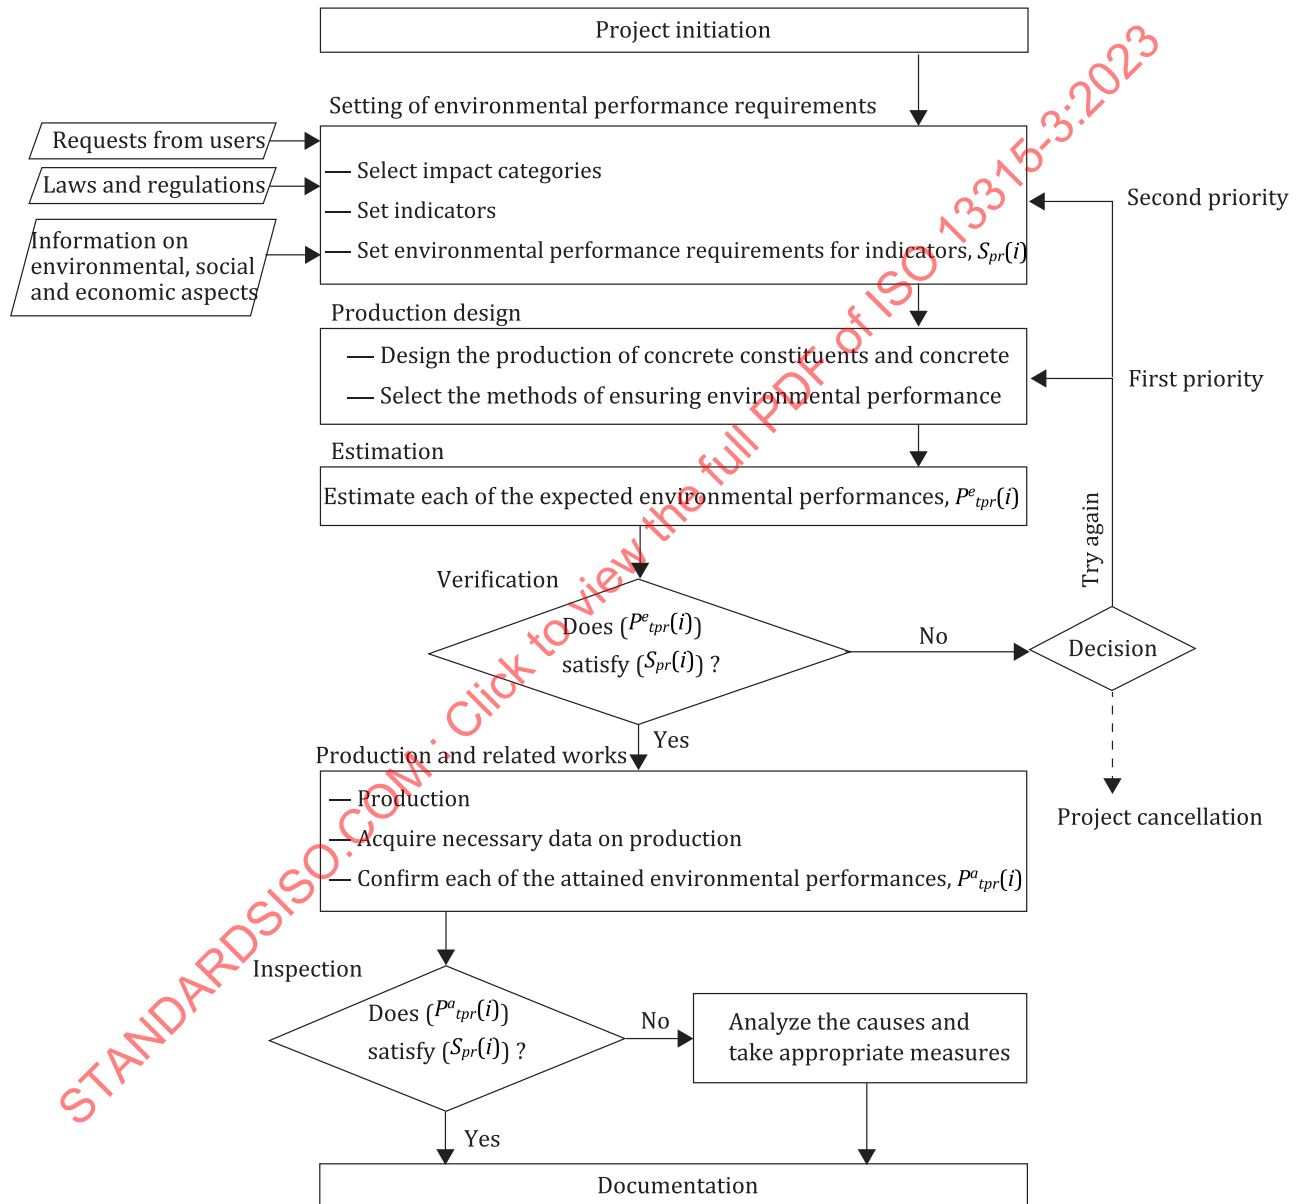 Project initiation
Setting of environmental performance requirements
Requests from users
Laws and regulations
Information on
environmental, social
and economic aspects
— Select impact categories
— Set indicators
— Set environmental performance requirements for indicators, Spr(i)
Second priority
Production design
— Design the production of concrete constituents and concrete
— Select the methods of ensuring environmental performance
First priority
Estimation
Estimate each of the expected environmental performances, Pᵉtpr(i)
Try again
Verification
Does (Pᵉtpr(i))
satisfy (Spr(i)) ?
No
Decision
Yes
Project cancellation
Production and related works
— Production
— Acquire necessary data on production
— Confirm each of the attained environmental performances, Pᵃtpr(i)
Inspection
Does (Pᵃtpr(i))
satisfy (Spr(i)) ?
No
Analyze the causes and
take appropriate measures
Yes
Documentation
STANDARDSISO.COM : Click to view the full PDF of ISO 13315-3:2023